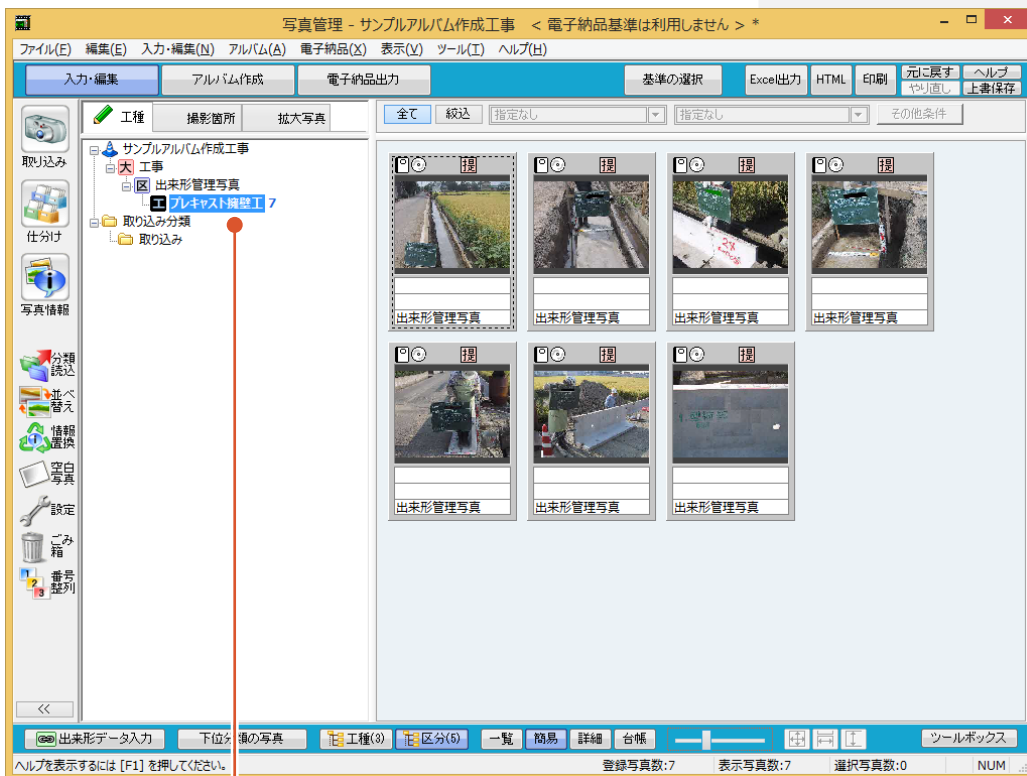 写真管理 - サンプルアルバム作成工事 < 電子納品基準は利用しません > *
ファイル(F) 編集(E) 入力・編集(N) アルバム(A) 電子納品(X) 表示(V) ツール(T) ヘルプ(H)
入力・編集 アルバム作成 電子納品出力 基準の選択 Excel出力 HTML 印刷 元に戻す ヘルプ
やり直し 上書保存
工種 撮影箇所 拡大写真 全て 絞込 指定なし 指定なし その他条件
取り込み
仕分け
写真情報
分類読込
並べ替え
情報置換
空白写真
設定
ごみ箱
番号整列
<<
サンプルアルバム作成工事
大 工事
区 出来形管理写真
工 プレキャスト擁壁工 7
取り込み分類
取り込み
提 提 提 提
出来形管理写真 出来形管理写真 出来形管理写真 出来形管理写真
提 提 提
出来形管理写真 出来形管理写真 出来形管理写真
出来形データ入力 下位分類の写真 工種(3) 区分(5) 一覧 簡易 詳細 台帳 ツールボックス
ヘルプを表示するには [F1] を押してください。 登録写真数:7 表示写真数:7 選択写真数:0 NUM